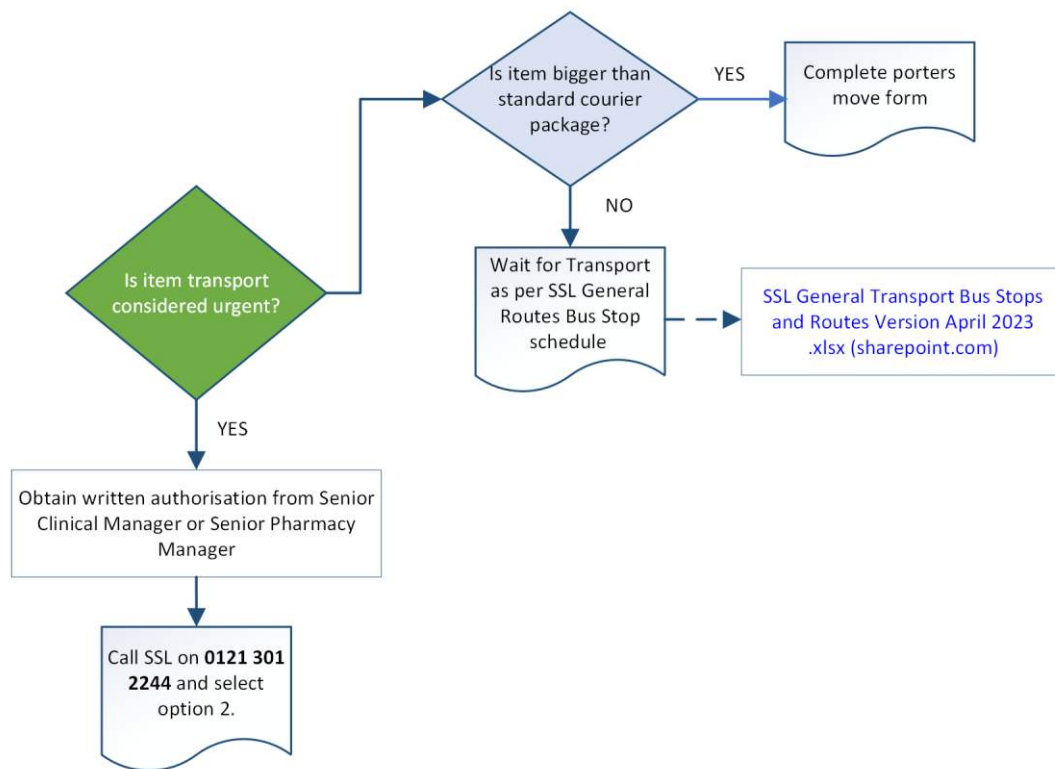 Is item bigger than
standard courier
package?
YES
Complete porters
move form
NO
Is item transport
considered urgent?
Wait for Transport
as per SSL General
Routes Bus Stop
schedule
SSL General Transport Bus Stops
and Routes Version April 2023
.xlsx (sharepoint.com)
YES
Obtain written authorisation from Senior
Clinical Manager or Senior Pharmacy
Manager
Call SSL on 0121 301
2244 and select
option 2.